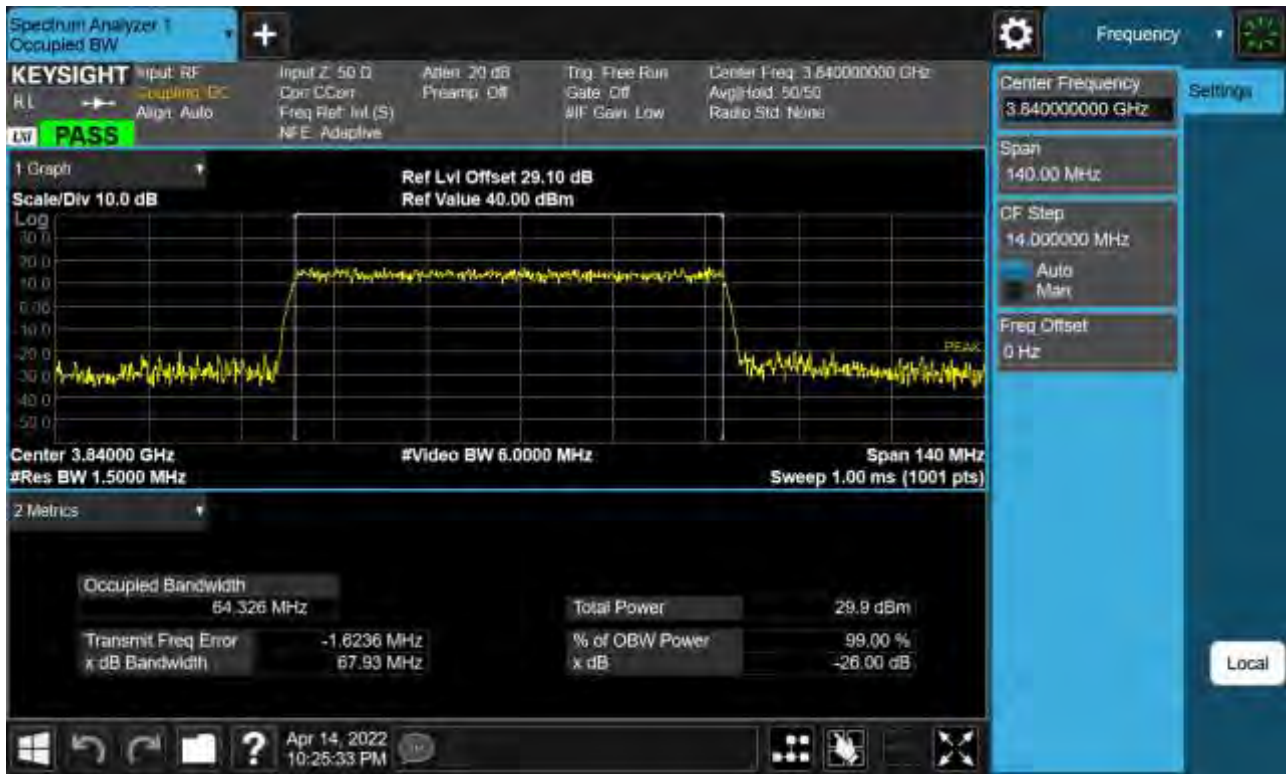 Spectrum Analyzer 1
Occupied BW
Frequency
KEYSIGHT
Input: RF
Coupling: DC
Align: Auto
Input Z: 50 Ω
Corr CCorr
Freq Ref: Int (S)
NFE: Adaptive
Atten: 20 dB
Preamp: Off
Trig: Free Run
Gate: Off
#IF Gain: Low
Center Freq: 3.840000000 GHz
Avg|Hold: 50/50
Radio Std: None
PASS
Center Frequency
3.840000000 GHz
Settings
Span
140.00 MHz
CF Step
14.000000 MHz
Auto
Man
Freq Offset
0 Hz
1 Graph
Scale/Div 10.0 dB
Ref Lvl Offset 29.10 dB
Ref Value 40.00 dBm
Log
30.0
20.0
10.0
0.00
-10.0
-20.0
-30.0
-40.0
-50.0
PEAK
Center 3.84000 GHz
#Video BW 6.0000 MHz
Span 140 MHz
#Res BW 1.5000 MHz
Sweep 1.00 ms (1001 pts)
2 Metrics
Occupied Bandwidth
64.326 MHz
Total Power 29.9 dBm
Transmit Freq Error -1.6236 MHz
% of OBW Power 99.00 %
x dB Bandwidth 67.93 MHz
x dB -26.00 dB
Local
Apr 14, 2022
10:25:33 PM